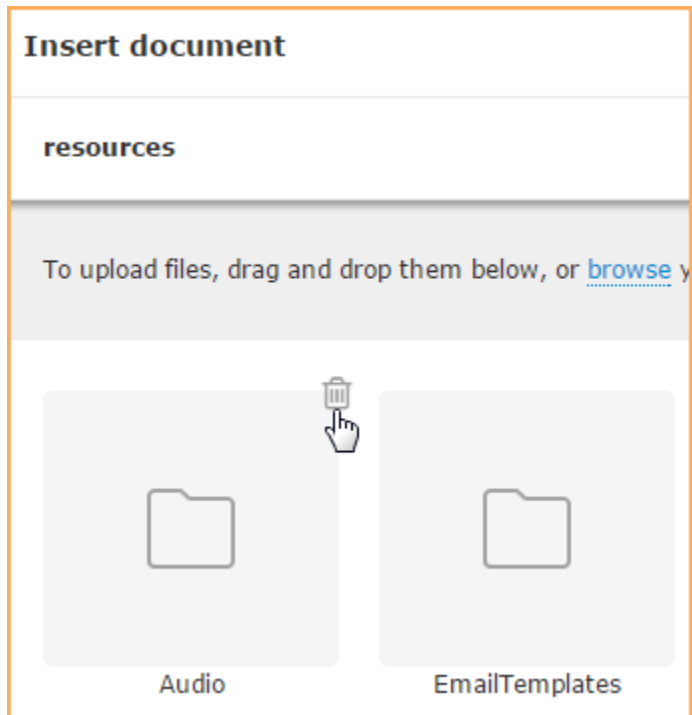 Insert document
resources
To upload files, drag and drop them below, or browse
Audio
EmailTemplates